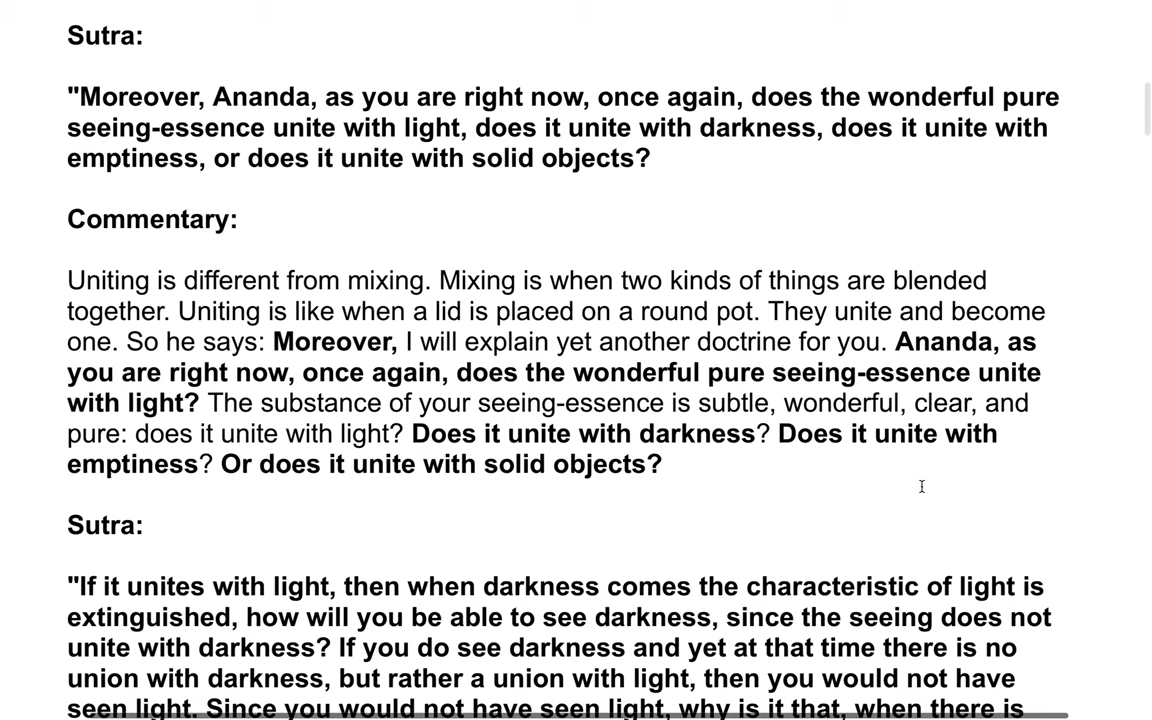 Sutra:
"Moreover, Ananda, as you are right now, once again, does the wonderful pure
seeing-essence unite with light, does it unite with darkness, does it unite with
emptiness, or does it unite with solid objects?
Commentary:
Uniting is different from mixing. Mixing is when two kinds of things are blended
together. Uniting is like when a lid is placed on a round pot. They unite and become
one. So he says: Moreover, I will explain yet another doctrine for you. Ananda, as
you are right now, once again, does the wonderful pure seeing-essence unite
with light? The substance of your seeing-essence is subtle, wonderful, clear, and
pure: does it unite with light? Does it unite with darkness? Does it unite with
emptiness? Or does it unite with solid objects?
Sutra:
"If it unites with light, then when darkness comes the characteristic of light is
extinguished, how will you be able to see darkness, since the seeing does not
unite with darkness? If you do see darkness and yet at that time there is no
union with darkness, but rather a union with light, then you would not have
seen light. Since you would not have seen light, why is it that, when there is